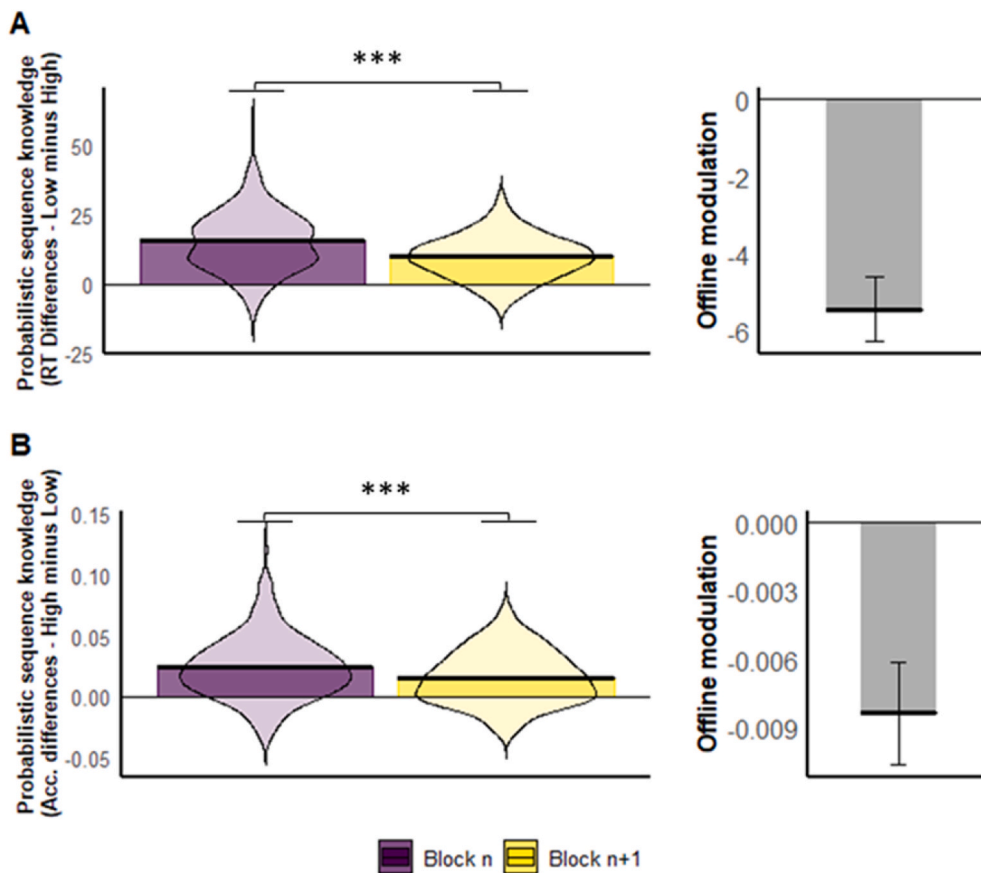 A
***
Probabilistic sequence knowledge
(RT Differences - Low minus High)
50
25
0
-25
Offline modulation
0
-2
-4
-6
B
***
Probabilistic sequence knowledge
(Acc. differences - High minus Low)
0.15
0.10
0.05
0.00
-0.05
Offline modulation
0.000
-0.003
-0.006
-0.009
Block n
Block n+1